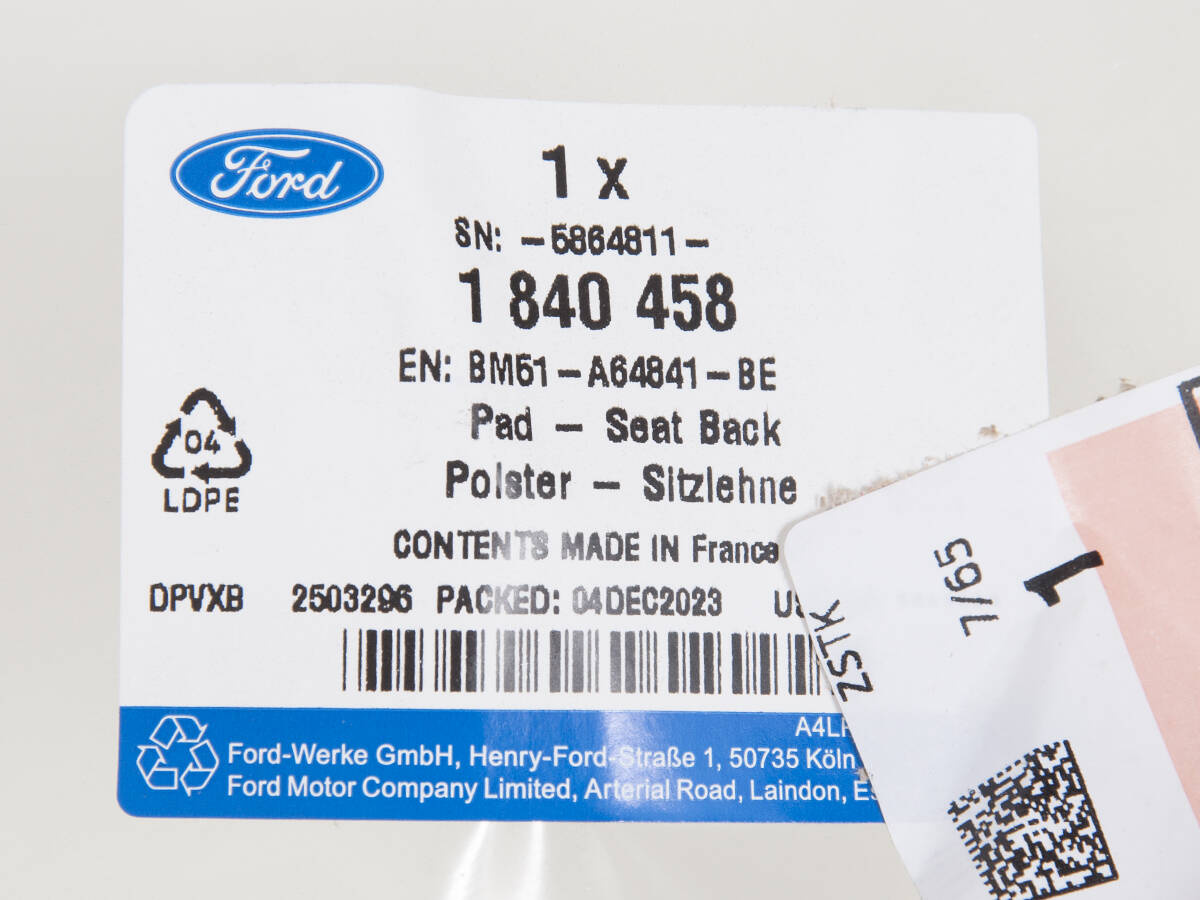 Ford
1 x
SN: -5864811-
1 840 458
EN: BM51-A64841-BE
Pad - Seat Back
Polster - Sitzlehne
04
LDPE
CONTENTS MADE IN France
DPVXB 2503296 PACKED: 04DEC2023
Ford-Werke GmbH, Henry-Ford-Straße 1, 50735 Köln
Ford Motor Company Limited, Arterial Road, Laindon,
1
7/65
ZSTK